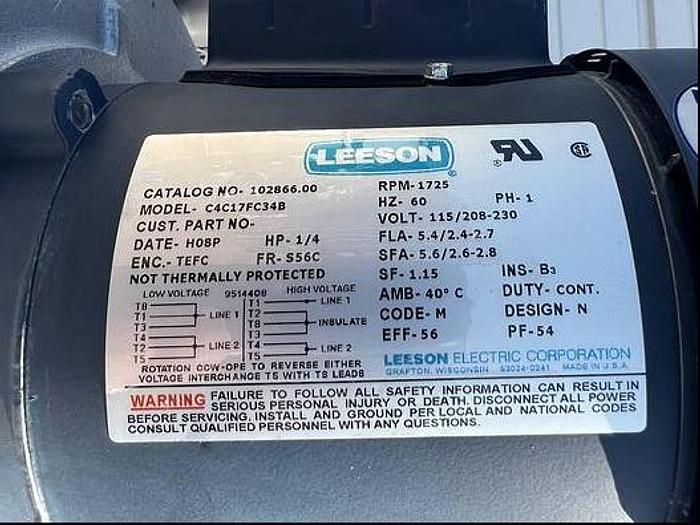 LEESON
CATALOG NO- 102866.00
MODEL- C4C17FC34B
CUST. PART NO-
DATE- H08P HP- 1/4
ENC.- TEFC FR- S56C
NOT THERMALLY PROTECTED
RPM-1725
HZ- 60 PH- 1
VOLT- 115/208-230
FLA- 5.4/2.4-2.7
SFA- 5.6/2.6-2.8
SF- 1.15 INS- B3
AMB- 40° C DUTY- CONT.
CODE- M DESIGN- N
EFF- 56 PF- 54
LOW VOLTAGE 9514408 HIGH VOLTAGE
T8
T1
T3
LINE 1
T4
T2
T5
LINE 2
T1
LINE 1
T2
T8
T3
INSULATE
T4
T5
LINE 2
ROTATION CCW-OPE TO REVERSE EITHER
VOLTAGE INTERCHANGE T5 WITH T8 LEADS
LEESON ELECTRIC CORPORATION
GRAFTON, WISCONSIN 53024-0241 MADE IN U.S.A.
WARNING FAILURE TO FOLLOW ALL SAFETY INFORMATION CAN RESULT IN
SERIOUS PERSONAL INJURY OR DEATH. DISCONNECT ALL POWER
BEFORE SERVICING. INSTALL AND GROUND PER LOCAL AND NATIONAL CODES
CONSULT QUALIFIED PERSONNEL WITH ANY QUESTIONS.